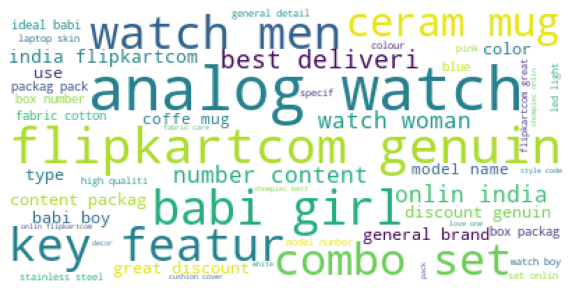 general detail
ideal babi
laptop skin
watch men
colour
pink
color
ceram mug
india flipkartcom
best deliveri
use
packag pack
blue
analog watch
specif
box number
fabric cotton
coffe mug
fabric care
watch woman
flipkartcom great
shompiec onlin
led light
flipkartcom genuin
type
high qualiti
number content
model name
style code
shompiec best
content packag
babi boy
babi girl
onlin india
discount genuin
love one
onlin flipkartcom
key featur
decor
general brand
box packag
model number
combo set
great discount
white
stainless steel
cushion cover
pack
watch boy
set onlin